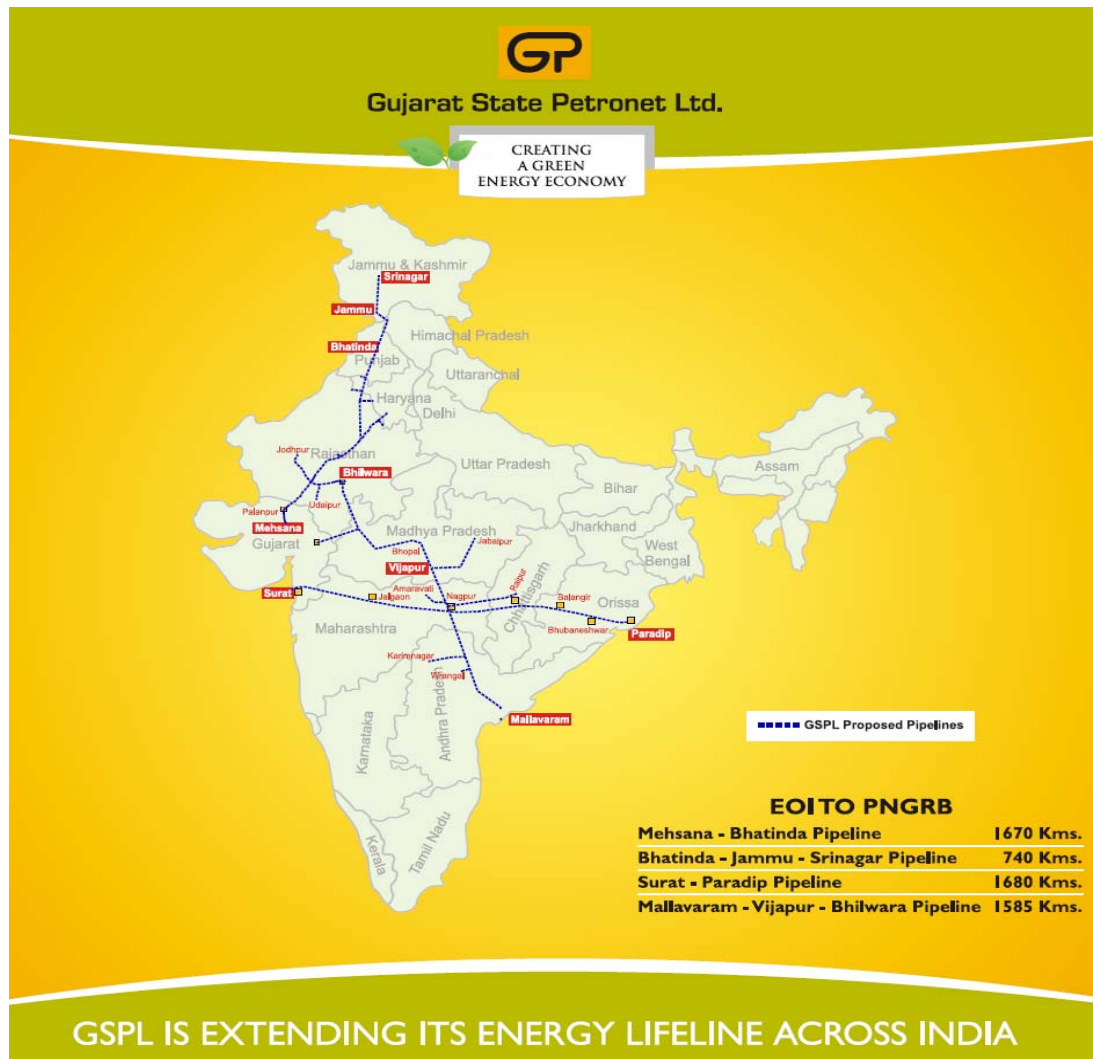 GP
Gujarat State Petronet Ltd.
CREATING
A GREEN
ENERGY ECONOMY
Jammu & Kashmir
Srinagar
Jammu
Himachal Pradesh
Bhatinda
Punjab
Uttaranchal
Haryana
Delhi
Jodhpur
Rajasthan
Bhilwara
Uttar Pradesh
Assam
Bihar
Palanpur
Udaipur
Mehsana
Gujarat
Madhya Pradesh
Jharkhand
West
Bengal
Bhopal
Jabalpur
Vijapur
Surat
Jalgaon
Amaravati
Nagpur
Raipur
Chhattisgarh
Balangir
Orissa
Bhubaneshwar
Paradip
Maharashtra
Karimnagar
Wrangal
Andhra Pradesh
Mallavaram
Karnataka
Kerala
Tamil Nadu
GSPL Proposed Pipelines
EOI TO PNGRB
Mehsana - Bhatinda Pipeline 1670 Kms.
Bhatinda - Jammu - Srinagar Pipeline 740 Kms.
Surat - Paradip Pipeline 1680 Kms.
Mallavaram - Vijapur - Bhilwara Pipeline 1585 Kms.
GSPL IS EXTENDING ITS ENERGY LIFELINE ACROSS INDIA